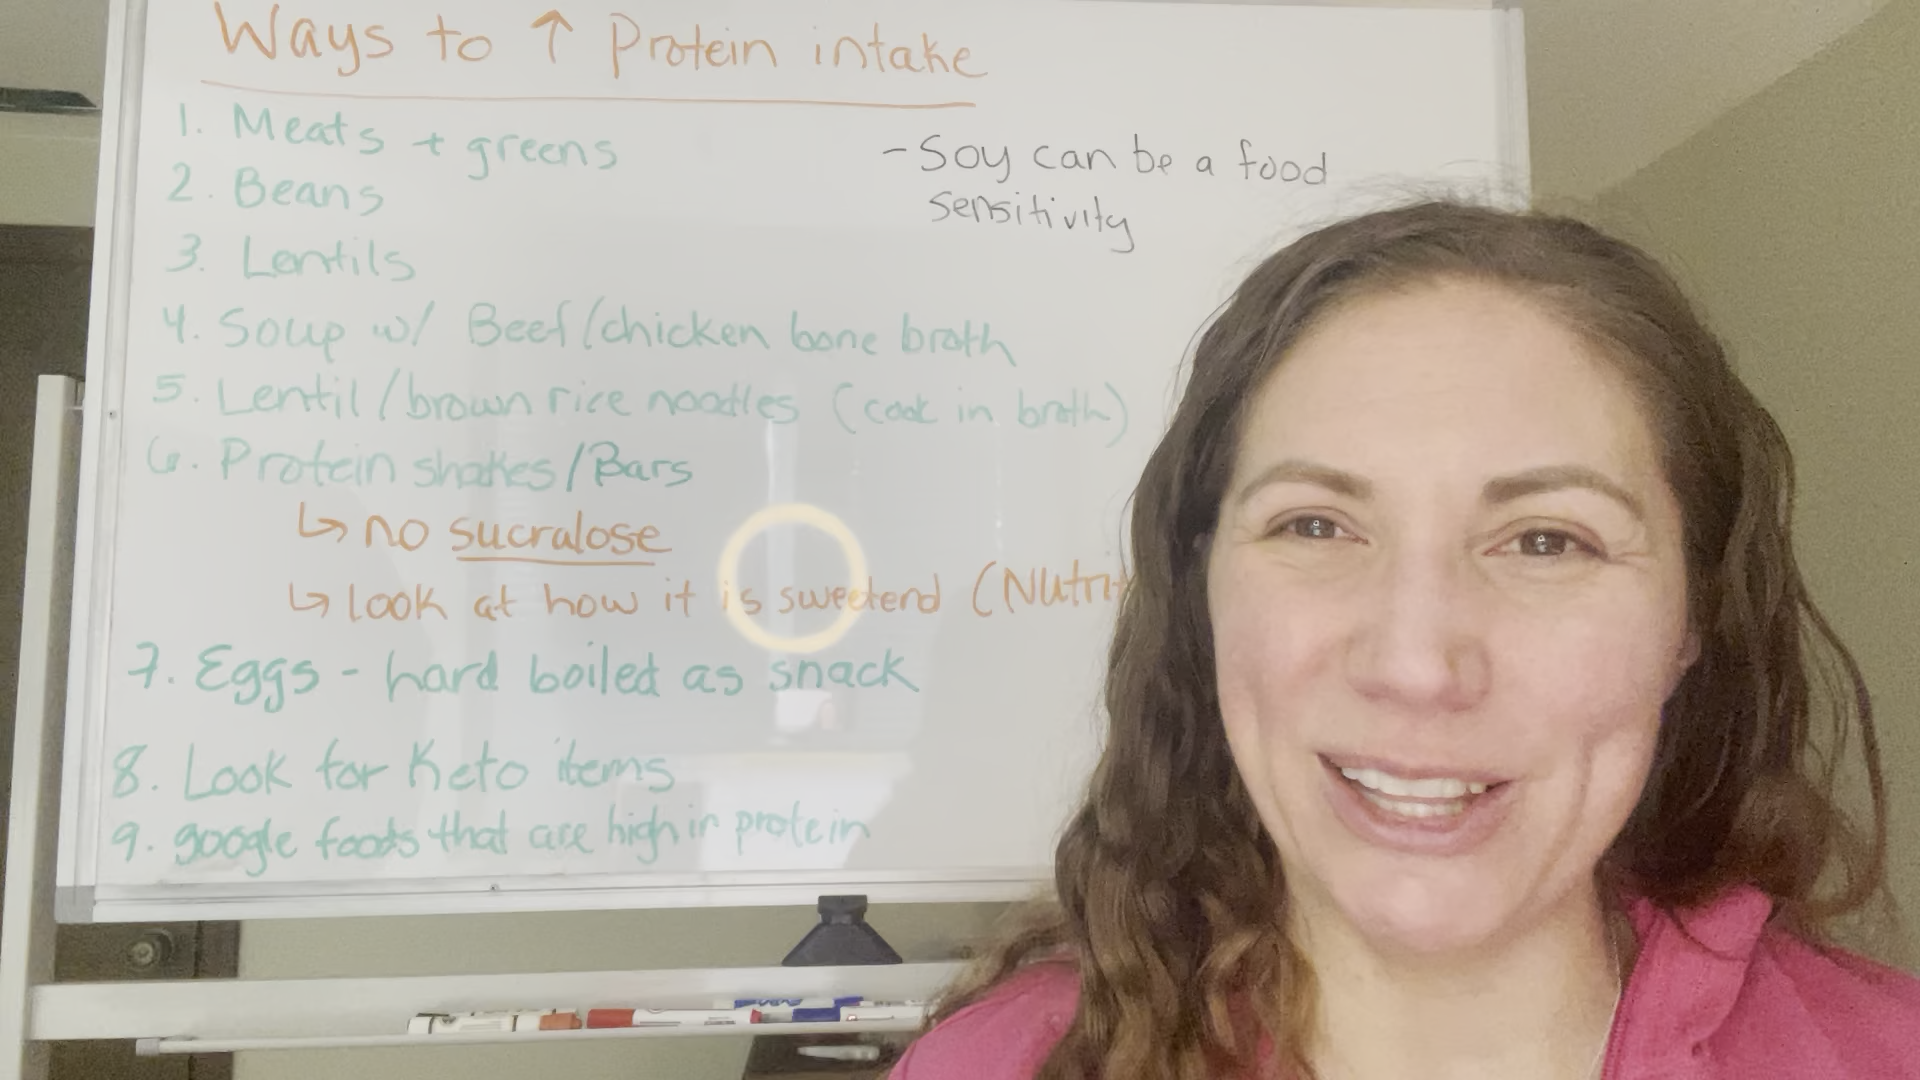 Ways to ↑ Protein intake
1. Meats + greens
2. Beans
3. Lentils
4. Soup w/ Beef/chicken bone broth
5. Lentil/brown rice noodles (cook in broth)
6. Protein shakes/Bars
↳ no sucralose
↳ look at how it is sweetend (Nutri
7. Eggs - hard boiled as snack
8. Look for Keto items
9. google foods that are high in protein
- Soy can be a food
sensitivity